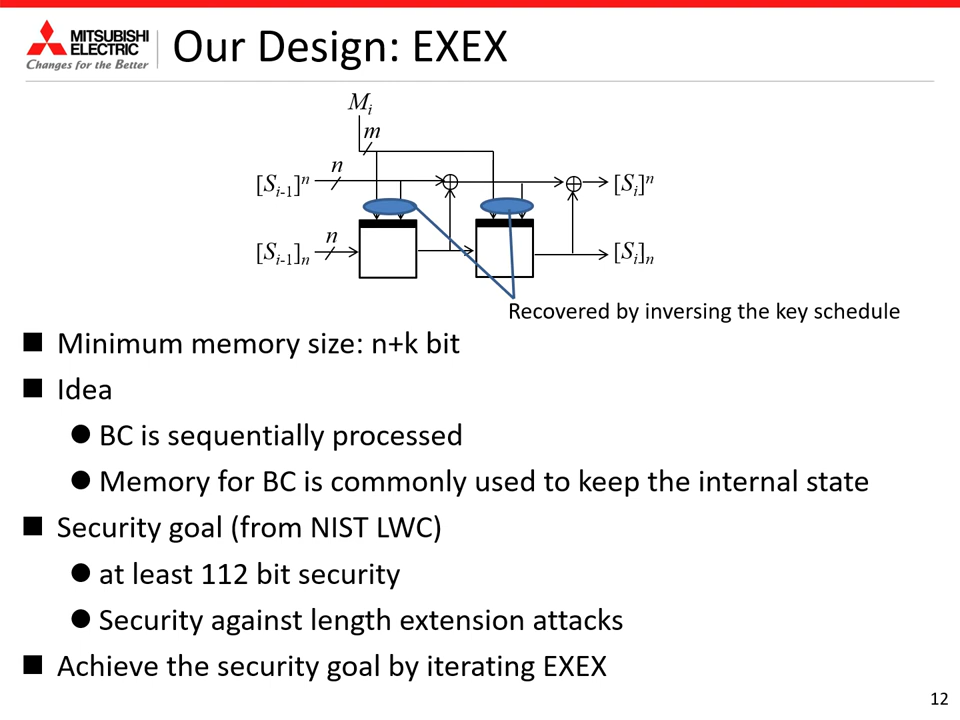 MITSUBISHI
ELECTRIC
Changes for the Better
Our Design: EXEX
M_i
m
[S_{i-1}]^n
n
[S_i]^n
[S_{i-1}]_n
n
[S_i]_n
Recovered by inversing the key schedule
■ Minimum memory size: n+k bit
■ Idea
● BC is sequentially processed
● Memory for BC is commonly used to keep the internal state
■ Security goal (from NIST LWC)
● at least 112 bit security
● Security against length extension attacks
■ Achieve the security goal by iterating EXEX
12